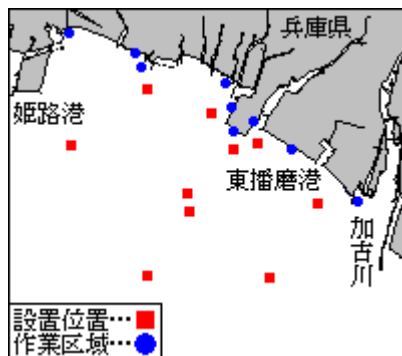 兵庫県
姫路港
東播磨港
加古川
設置位置…
作業区域…